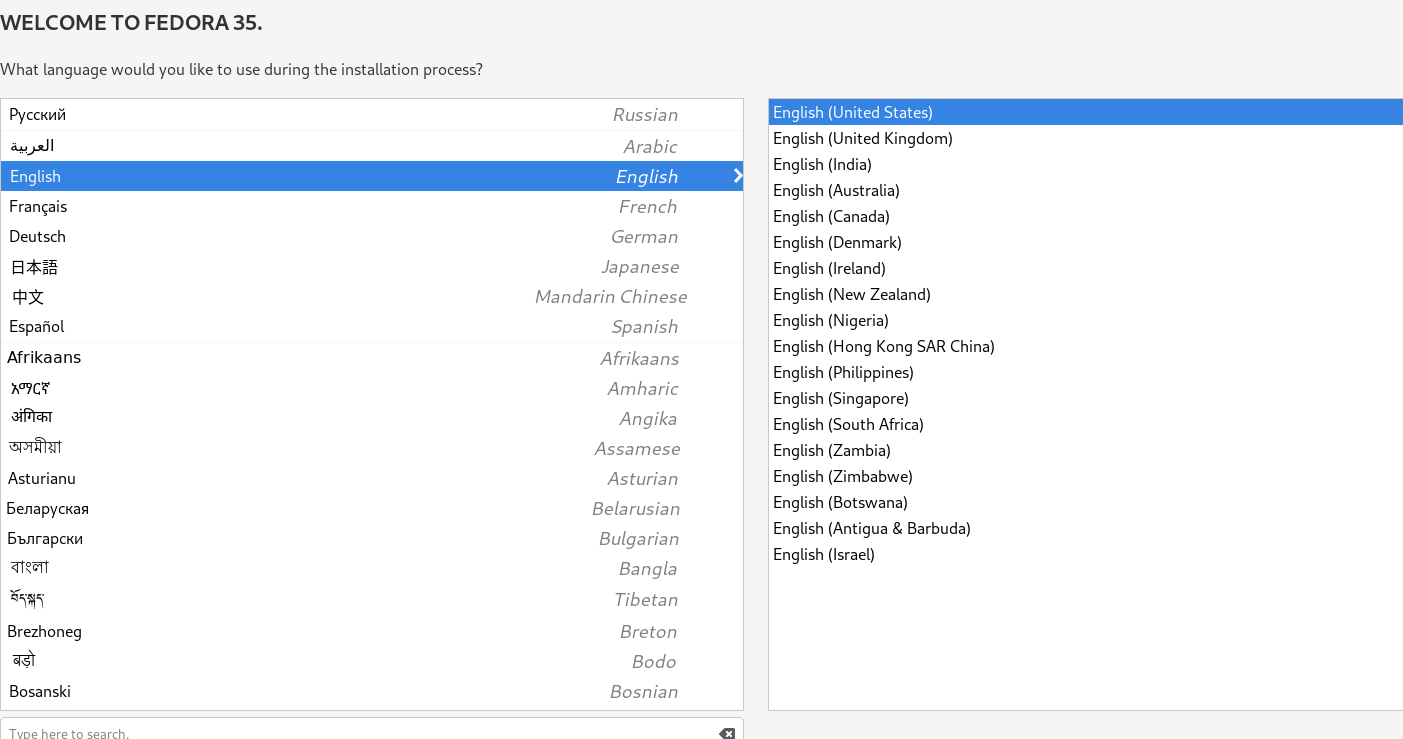 WELCOME TO FEDORA 35.
What language would you like to use during the installation process?
Русский Russian
العربية Arabic
English English
Français French
Deutsch German
日本語 Japanese
中文 Mandarin Chinese
Español Spanish
Afrikaans Afrikaans
አማርኛ Amharic
अंगिका Angika
অসমীয়া Assamese
Asturianu Asturian
Беларуская Belarusian
Български Bulgarian
বাংলা Bangla
བོད་སྐད་ Tibetan
Brezhoneg Breton
बड़ो Bodo
Bosanski Bosnian
Type here to search.
English (United States)
English (United Kingdom)
English (India)
English (Australia)
English (Canada)
English (Denmark)
English (Ireland)
English (New Zealand)
English (Nigeria)
English (Hong Kong SAR China)
English (Philippines)
English (Singapore)
English (South Africa)
English (Zambia)
English (Zimbabwe)
English (Botswana)
English (Antigua & Barbuda)
English (Israel)